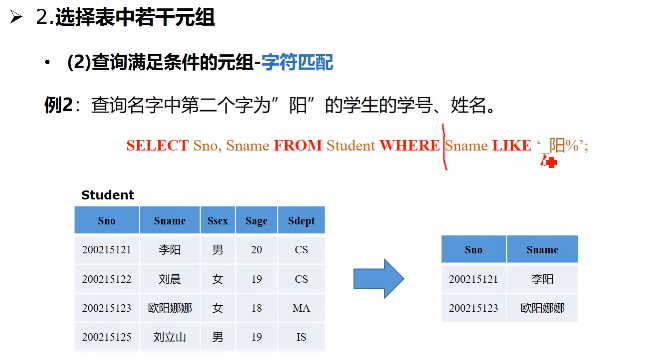 ➢ 2.选择表中若干元组
• (2)查询满足条件的元组-字符匹配
例2：查询名字中第二个字为”阳”的学生的学号、姓名。
SELECT Sno, Sname FROM Student WHERE Sname LIKE ‘_阳%’;
Student
Sno Sname Ssex Sage Sdept
200215121 李阳 男 20 CS
200215122 刘晨 女 19 CS
200215123 欧阳娜娜 女 18 MA
200215125 刘立山 男 19 IS
Sno Sname
200215121 李阳
200215123 欧阳娜娜